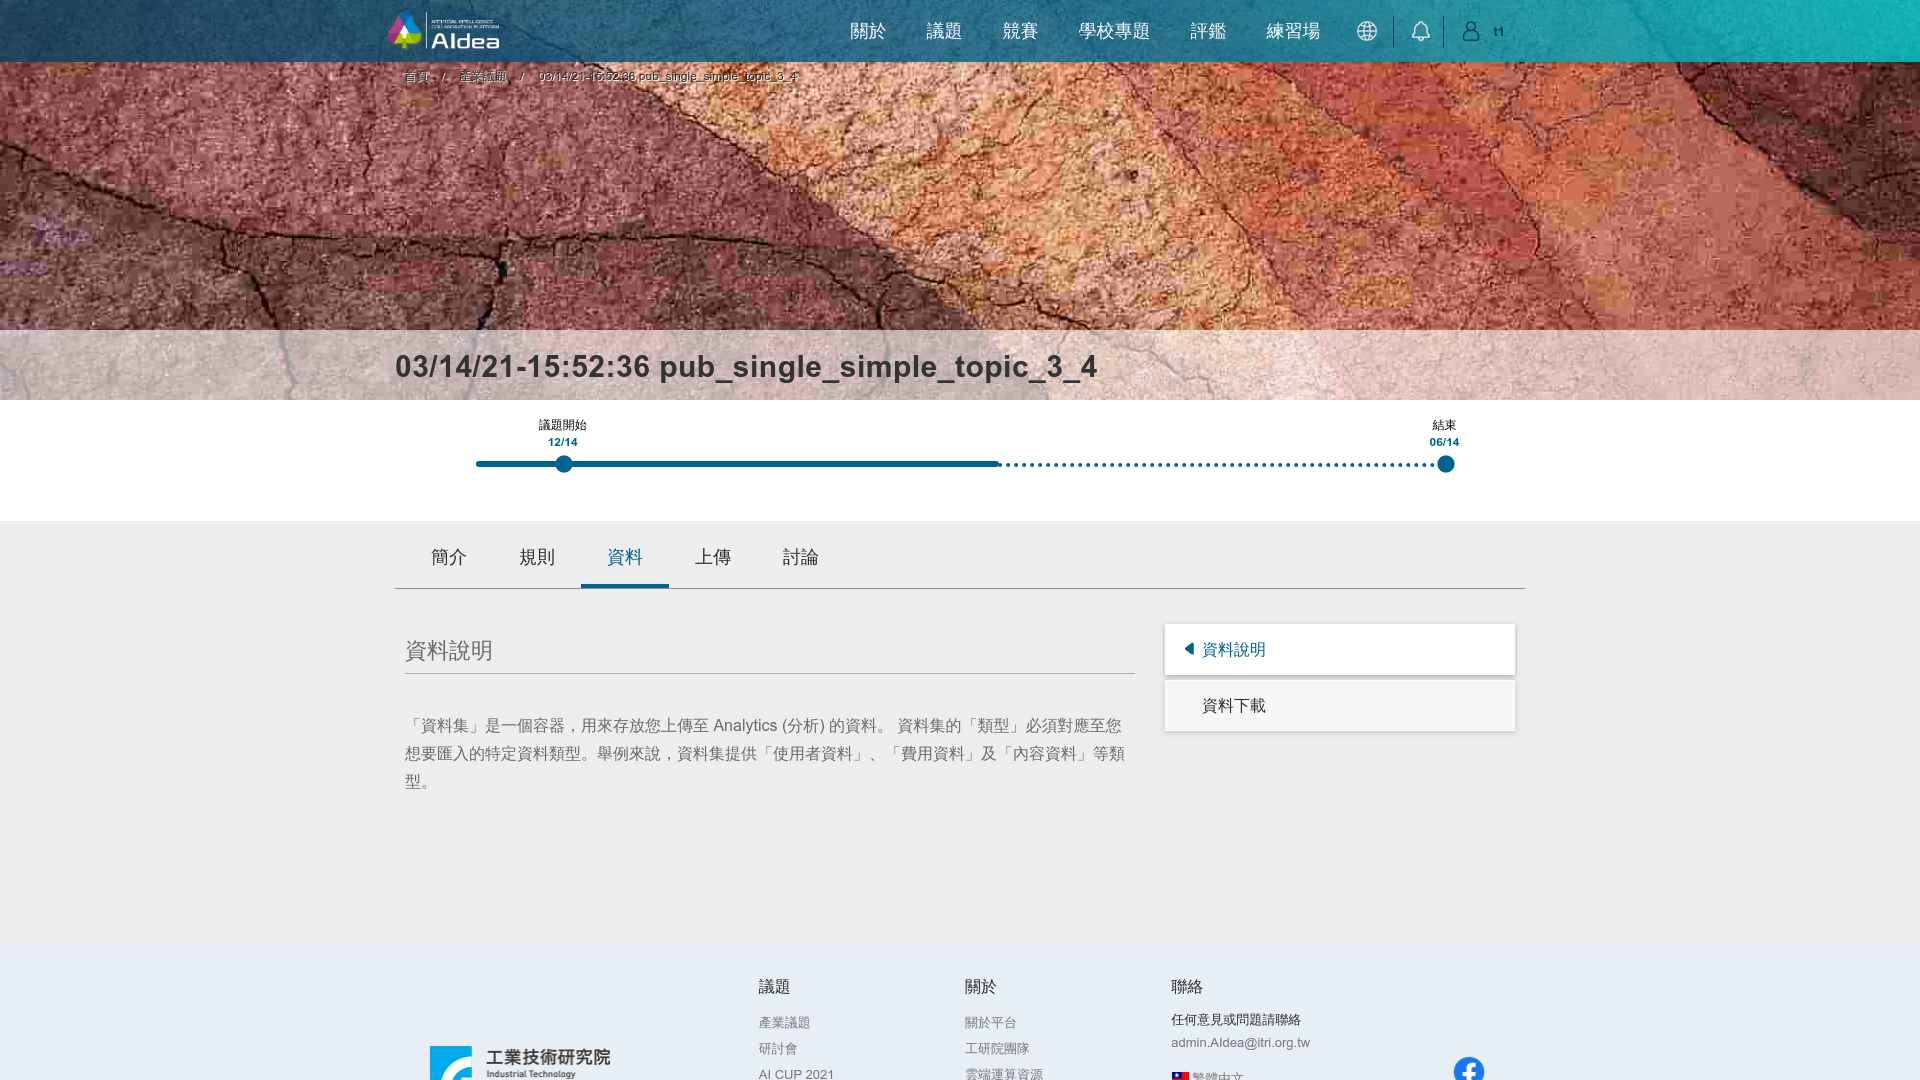 ARTIFICIAL INTELLIGENCE
COLLABORATION PLATFORM
AIdea
關於 議題 競賽 學校專題 評鑑 練習場 t1
首頁 / 產業議題 / 03/14/21-15:52:36 pub_single_simple_topic_3_4
03/14/21-15:52:36 pub_single_simple_topic_3_4
議題開始 結束
12/14 06/14
簡介 規則 資料 上傳 討論
資料說明
「資料集」是一個容器，用來存放您上傳至 Analytics (分析) 的資料。 資料集的「類型」必須對應至您
想要匯入的特定資料類型。舉例來說，資料集提供「使用者資料」、「費用資料」及「內容資料」等類
型。
資料說明
資料下載
工業技術研究院
Industrial Technology
議題
產業議題
研討會
AI CUP 2021
關於
關於平台
工研院團隊
雲端運算資源
聯絡
任何意見或問題請聯絡
admin.AIdea@itri.org.tw
繁體中文